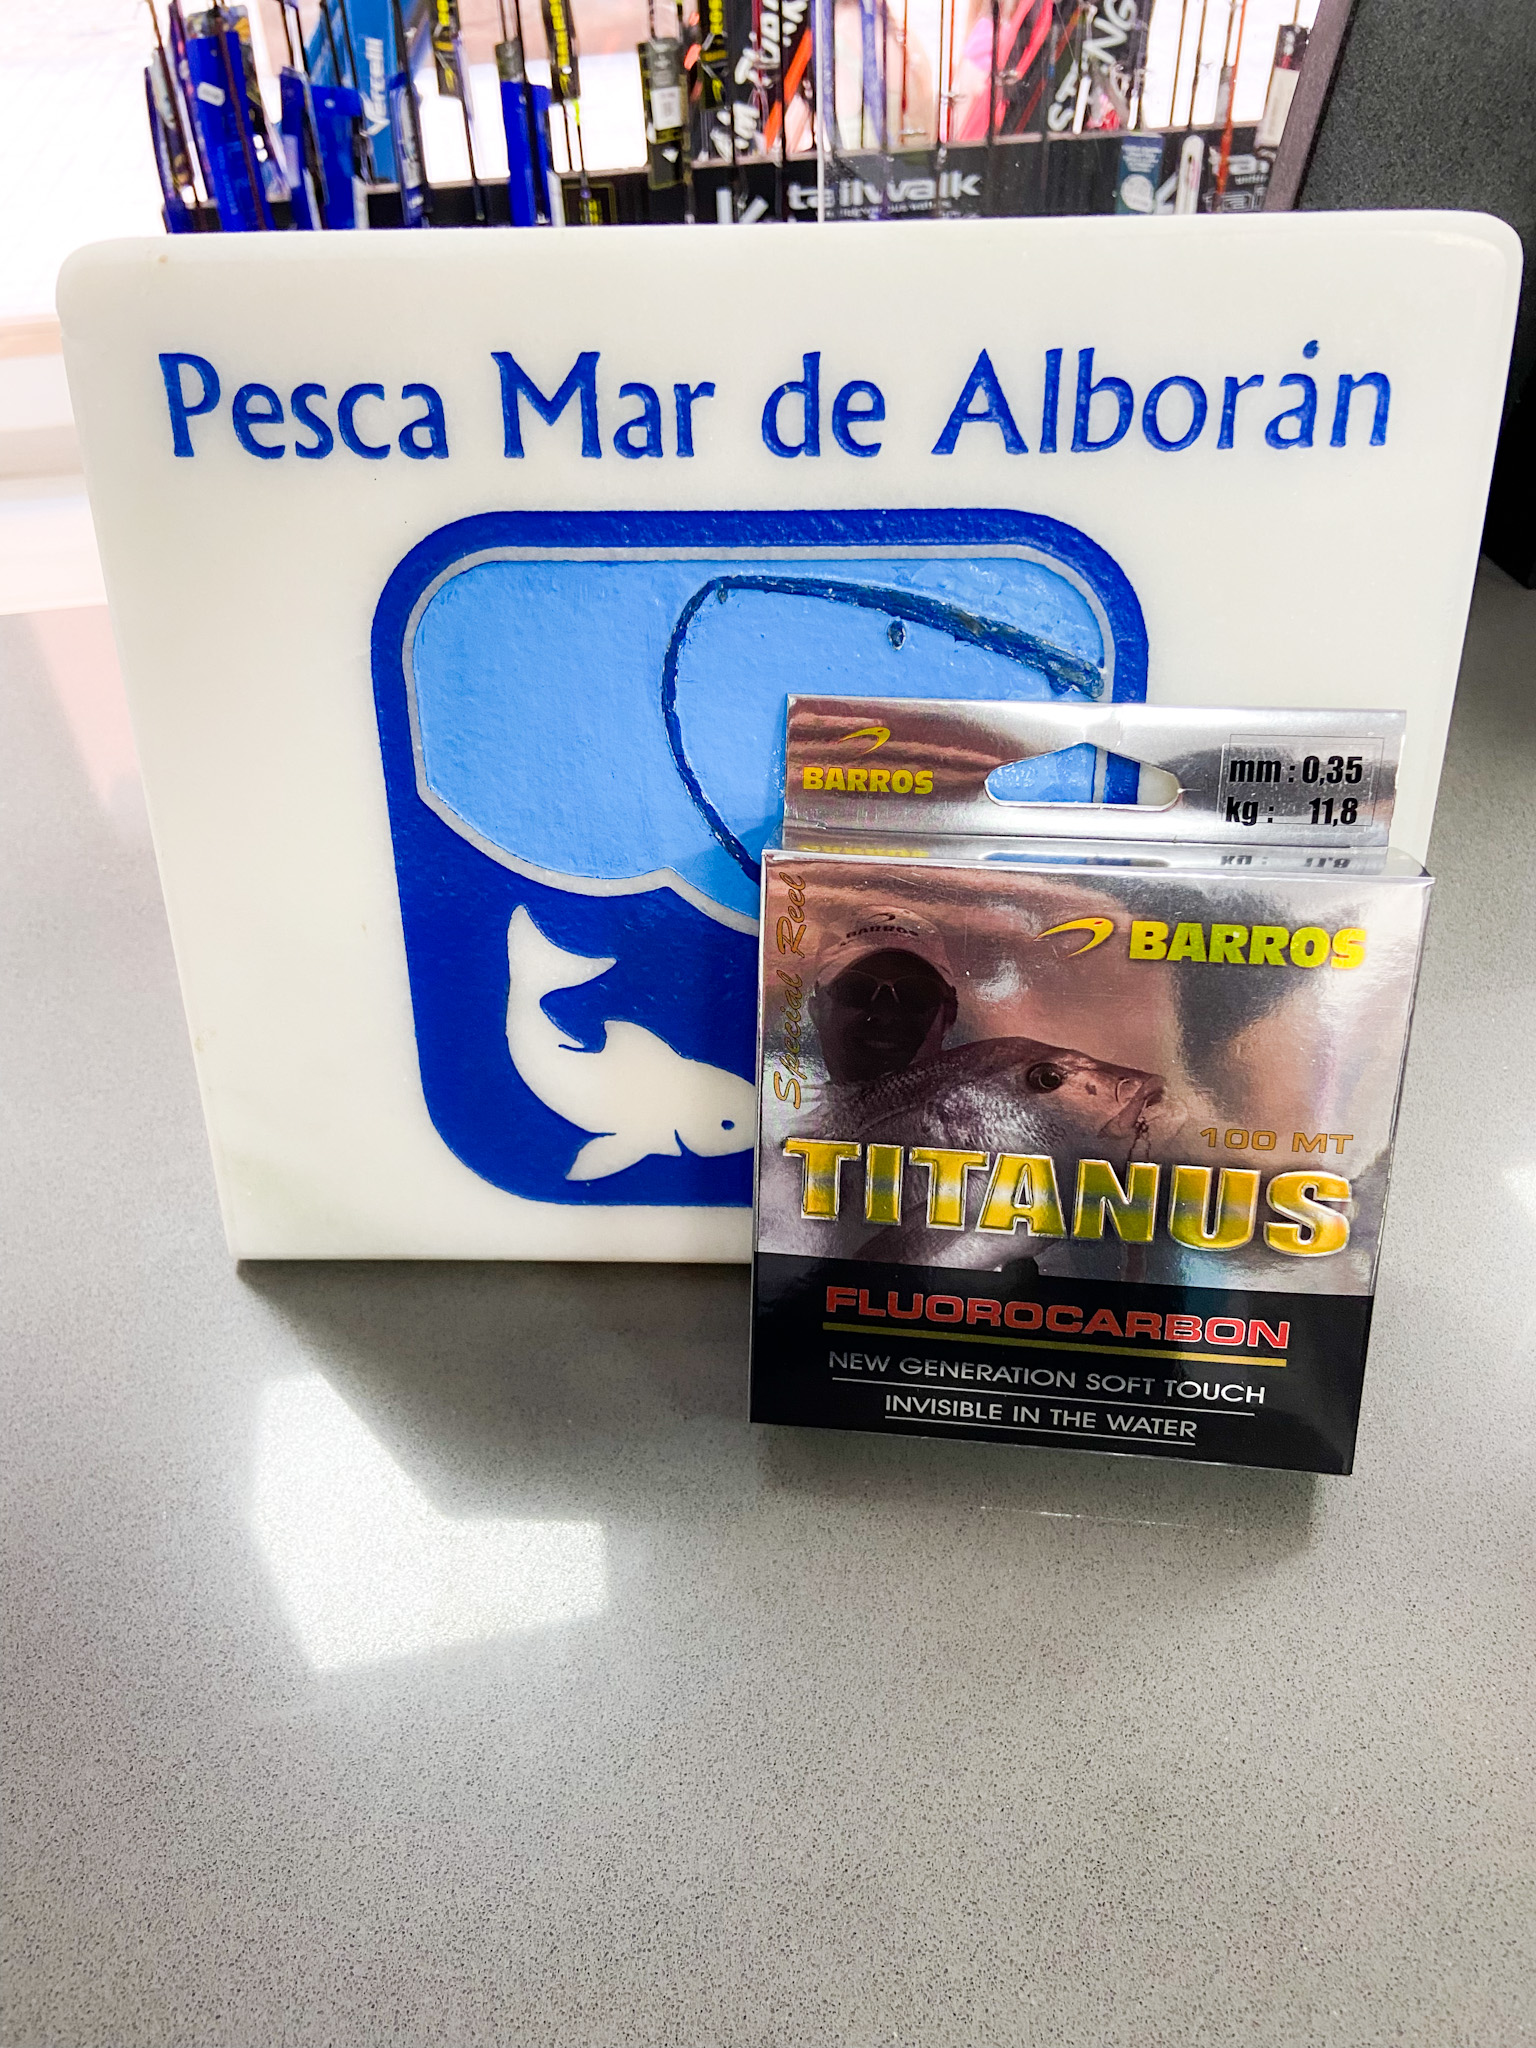 tailwalk
Pesca Mar de Alborán
BARROS
mm : 0,35
kg : 11,8
BARROS
BARROS
Special Reel
100 MT
TITANUS
FLUOROCARBON
NEW GENERATION SOFT TOUCH
INVISIBLE IN THE WATER